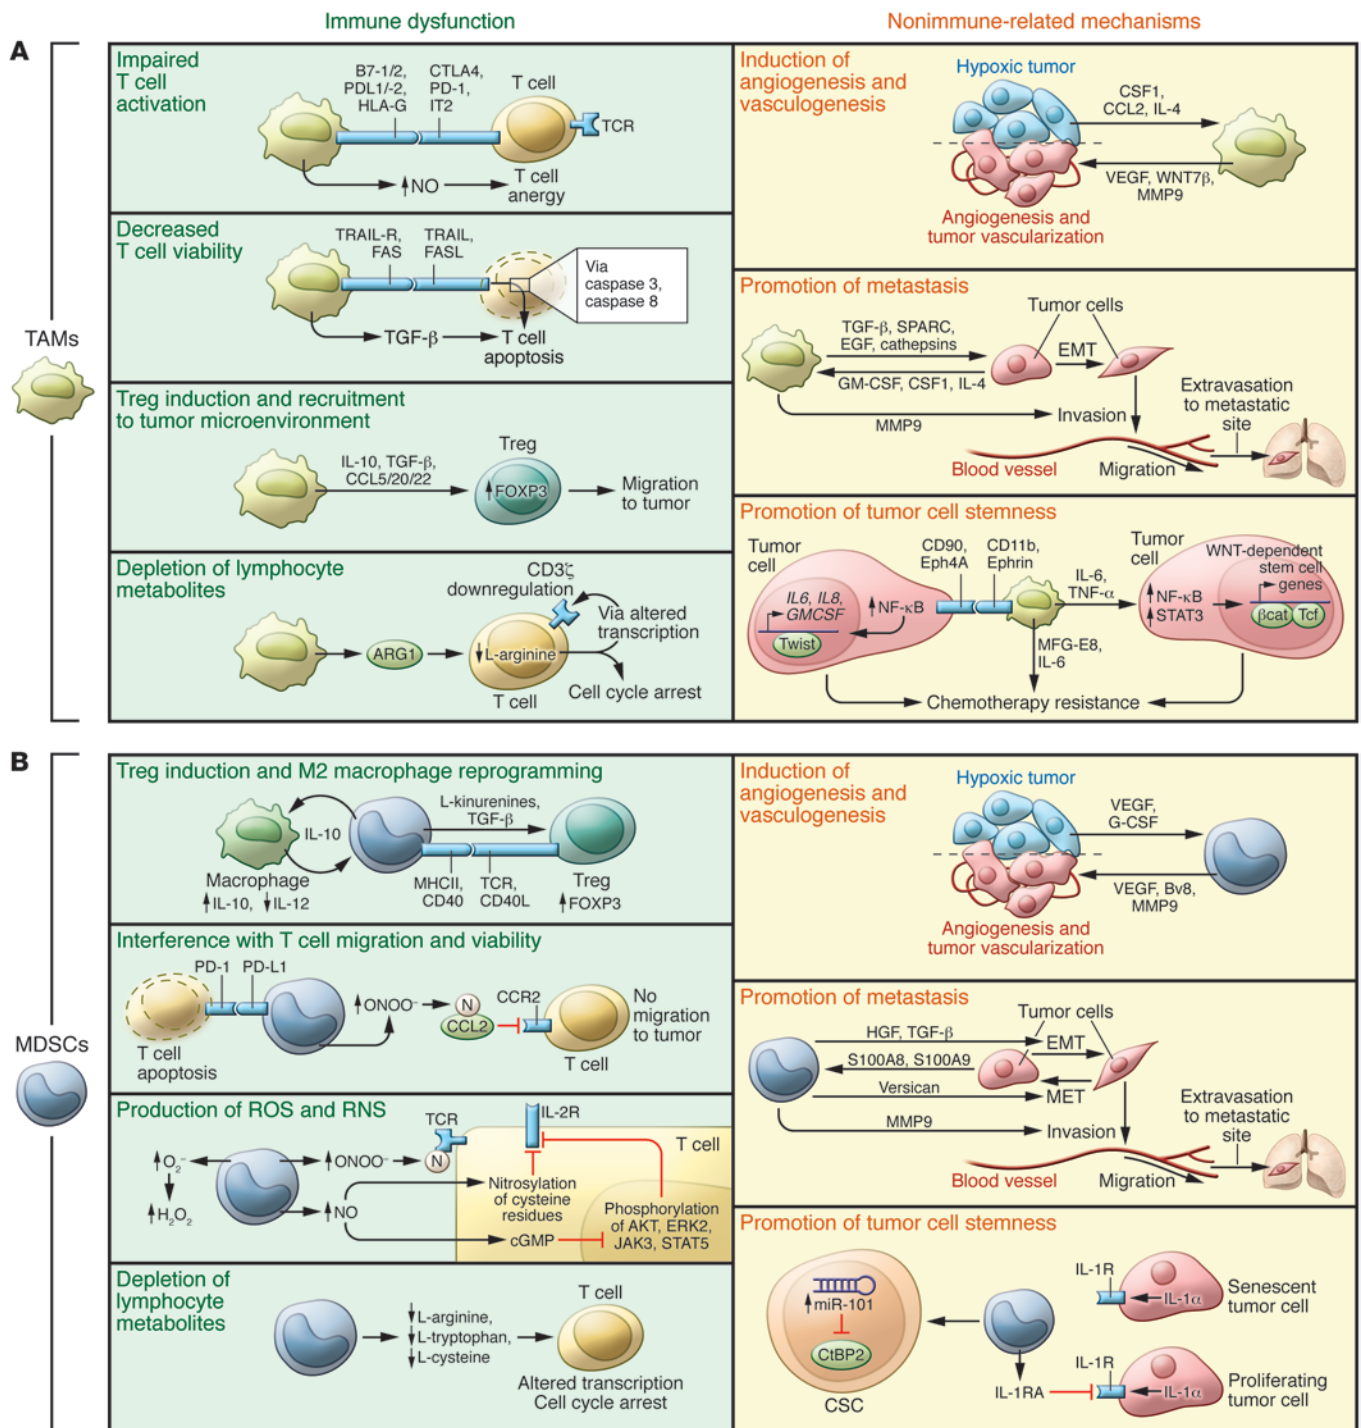 Immune dysfunction
Nonimmune-related mechanisms
A
TAMs
Impaired
T cell
activation
B7-1/2,
PDL1/-2,
HLA-G
CTLA4,
PD-1,
IT2
T cell
TCR
↑NO
T cell
anergy
Decreased
T cell viability
TRAIL-R,
FAS
TRAIL,
FASL
Via
caspase 3,
caspase 8
TGF-β
T cell
apoptosis
Treg induction and recruitment
to tumor microenvironment
IL-10, TGF-β,
CCL5/20/22
Treg
↑FOXP3
Migration
to tumor
Depletion of lymphocyte
metabolites
CD3ζ
downregulation
ARG1
↓L-arginine
T cell
Via altered
transcription
Cell cycle arrest
Induction of
angiogenesis and
vasculogenesis
Hypoxic tumor
CSF1,
CCL2, IL-4
VEGF, WNT7β,
MMP9
Angiogenesis and
tumor vascularization
Promotion of metastasis
Tumor cells
TGF-β, SPARC,
EGF, cathepsins
EMT
GM-CSF, CSF1, IL-4
MMP9
Invasion
Extravasation
to metastatic
site
Blood vessel
Migration
Promotion of tumor cell stemness
Tumor
cell
IL6, IL8,
GMCSF
Twist
↑NF-κB
CD90,
Eph4A
CD11b,
Ephrin
IL-6,
TNF-α
MFG-E8,
IL-6
Tumor
cell
↑NF-κB
↑STAT3
WNT-dependent
stem cell
genes
βcat
Tcf
Chemotherapy resistance
B
MDSCs
Treg induction and M2 macrophage reprogramming
IL-10
L-kinurenines,
TGF-β
Macrophage
↑IL-10, ↓IL-12
MHCII,
CD40
TCR,
CD40L
Treg
↑FOXP3
Interference with T cell migration and viability
PD-1
PD-L1
T cell
apoptosis
↑ONOO⁻
N
CCL2
CCR2
T cell
No
migration
to tumor
Production of ROS and RNS
↑O₂⁻
↑H₂O₂
↑ONOO⁻
↑NO
TCR
N
IL-2R
T cell
Nitrosylation
of cysteine
residues
cGMP
Phosphorylation
of AKT, ERK2,
JAK3, STAT5
Depletion of
lymphocyte
metabolites
↓L-arginine,
↓L-tryptophan,
↓L-cysteine
T cell
Altered transcription
Cell cycle arrest
Induction of
angiogenesis and
vasculogenesis
Hypoxic tumor
VEGF,
G-CSF
VEGF, Bv8,
MMP9
Angiogenesis and
tumor vascularization
Promotion of metastasis
Tumor cells
HGF, TGF-β
EMT
S100A8, S100A9
Versican
MET
MMP9
Invasion
Extravasation
to metastatic
site
Blood vessel
Migration
Promotion of tumor cell stemness
↑miR-101
CtBP2
CSC
IL-1RA
IL-1R
IL-1α
Senescent
tumor cell
IL-1R
IL-1α
Proliferating
tumor cell